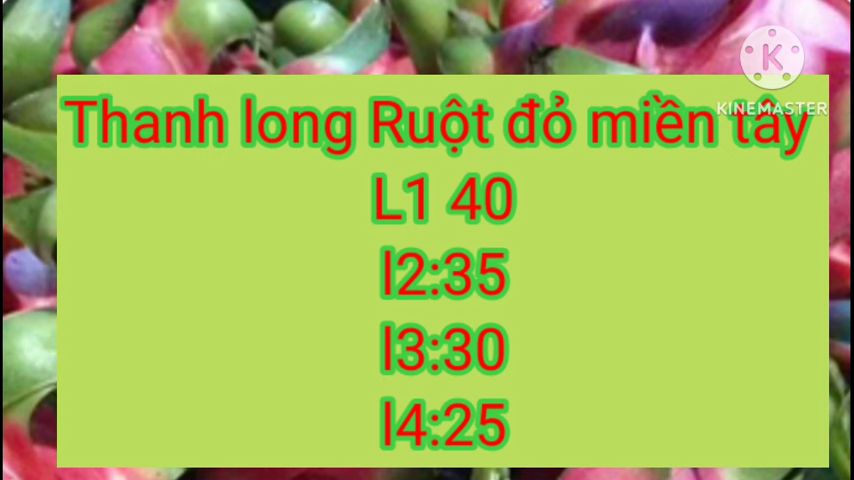 KINEMASTER
Thanh long Ruột đỏ miền tây
L1 40
l2:35
l3:30
l4:25